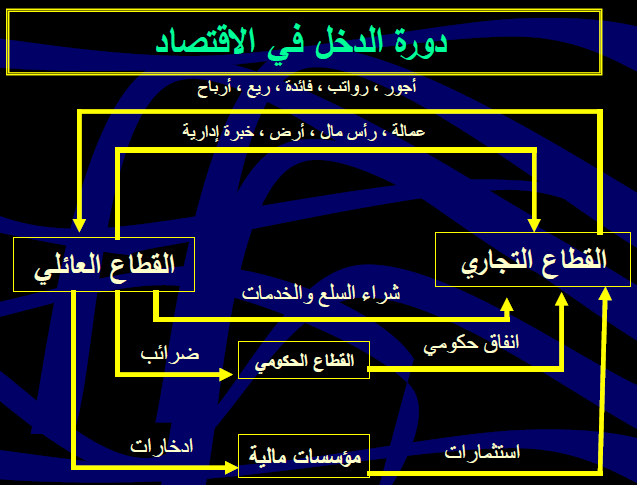 دورة الدخل في الاقتصاد
أجور ، رواتب ، فائدة ، ريع ، أرباح
عمالة ، رأس مال ، أرض ، خبرة إدارية
القطاع التجاري
القطاع العائلي
شراء السلع والخدمات
انفاق حكومي
ضرائب
القطاع الحكومي
استثمارات
ادخارات
مؤسسات مالية